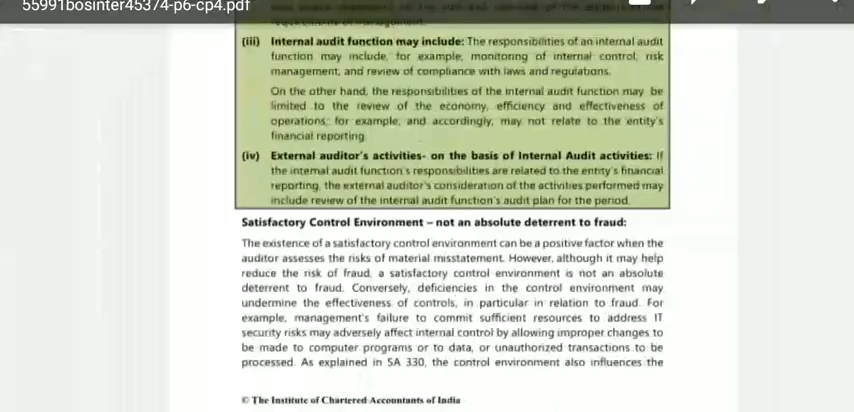 55991bosinter45374-p6-cp4.pdf
requirements of management.
(iii) Internal audit function may include: The responsibilities of an internal audit
function may include, for example, monitoring of internal control, risk
management, and review of compliance with laws and regulations.
On the other hand, the responsibilities of the internal audit function may be
limited to the review of the economy, efficiency and effectiveness of
operations, for example, and accordingly, may not relate to the entity's
financial reporting.
(iv) External auditor's activities- on the basis of Internal Audit activities: If
the internal audit function's responsibilities are related to the entity's financial
reporting, the external auditor's consideration of the activities performed may
include review of the internal audit function's audit plan for the period.
Satisfactory Control Environment – not an absolute deterrent to fraud:
The existence of a satisfactory control environment can be a positive factor when the
auditor assesses the risks of material misstatement. However, although it may help
reduce the risk of fraud, a satisfactory control environment is not an absolute
deterrent to fraud. Conversely, deficiencies in the control environment may
undermine the effectiveness of controls, in particular in relation to fraud. For
example, management's failure to commit sufficient resources to address IT
security risks may adversely affect internal control by allowing improper changes to
be made to computer programs or to data, or unauthorized transactions to be
processed. As explained in SA 330, the control environment also influences the
© The Institute of Chartered Accountants of India